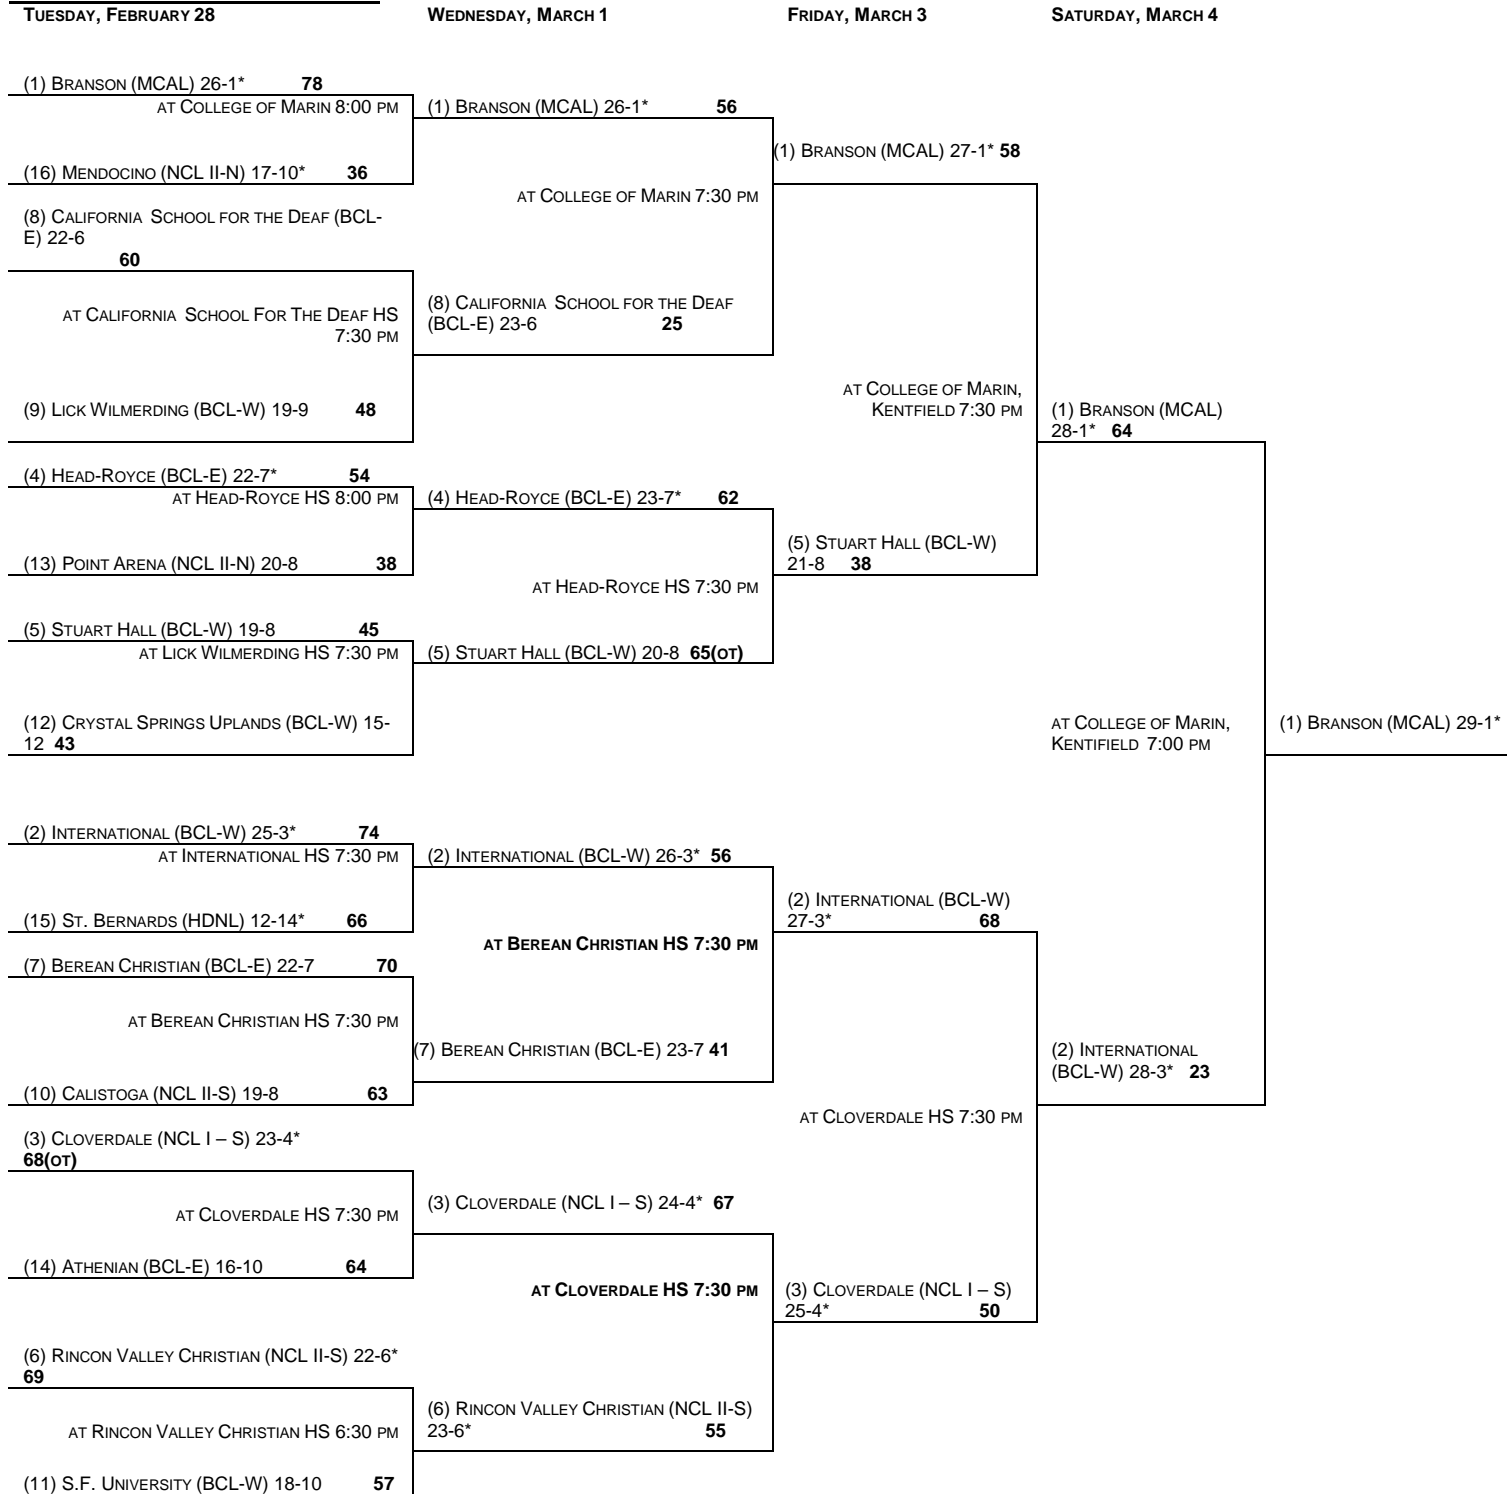 TUESDAY, FEBRUARY 28
WEDNESDAY, MARCH 1
FRIDAY, MARCH 3
SATURDAY, MARCH 4
(1) BRANSON (MCAL) 26-1* 78
AT COLLEGE OF MARIN 8:00 PM
(16) MENDOCINO (NCL II-N) 17-10* 36
(8) CALIFORNIA SCHOOL FOR THE DEAF (BCL-
E) 22-6
60
AT CALIFORNIA SCHOOL FOR THE DEAF HS
7:30 PM
(9) LICK WILMERDING (BCL-W) 19-9 48
(4) HEAD-ROYCE (BCL-E) 22-7* 54
AT HEAD-ROYCE HS 8:00 PM
(13) POINT ARENA (NCL II-N) 20-8 38
(5) STUART HALL (BCL-W) 19-8 45
AT LICK WILMERDING HS 7:30 PM
(12) CRYSTAL SPRINGS UPLANDS (BCL-W) 15-
12 43
(2) INTERNATIONAL (BCL-W) 25-3* 74
AT INTERNATIONAL HS 7:30 PM
(15) ST. BERNARDS (HDNL) 12-14* 66
(7) BEREAN CHRISTIAN (BCL-E) 22-7 70
AT BEREAN CHRISTIAN HS 7:30 PM
(10) CALISTOGA (NCL II-S) 19-8 63
(3) CLOVERDALE (NCL I – S) 23-4*
68(OT)
AT CLOVERDALE HS 7:30 PM
(14) ATHENIAN (BCL-E) 16-10 64
(6) RINCON VALLEY CHRISTIAN (NCL II-S) 22-6*
69
AT RINCON VALLEY CHRISTIAN HS 6:30 PM
(11) S.F. UNIVERSITY (BCL-W) 18-10 57
(1) BRANSON (MCAL) 26-1* 56
AT COLLEGE OF MARIN 7:30 PM
(8) CALIFORNIA SCHOOL FOR THE DEAF
(BCL-E) 23-6 25
(4) HEAD-ROYCE (BCL-E) 23-7* 62
AT HEAD-ROYCE HS 7:30 PM
(5) STUART HALL (BCL-W) 20-8 65(OT)
(2) INTERNATIONAL (BCL-W) 26-3* 56
AT BEREAN CHRISTIAN HS 7:30 PM
(7) BEREAN CHRISTIAN (BCL-E) 23-7 41
(3) CLOVERDALE (NCL I – S) 24-4* 67
AT CLOVERDALE HS 7:30 PM
(6) RINCON VALLEY CHRISTIAN (NCL II-S)
23-6* 55
(1) BRANSON (MCAL) 27-1* 58
AT COLLEGE OF MARIN,
KENTFIELD 7:30 PM
(5) STUART HALL (BCL-W)
21-8 38
(2) INTERNATIONAL (BCL-W)
27-3* 68
AT CLOVERDALE HS 7:30 PM
(3) CLOVERDALE (NCL I – S)
25-4* 50
(1) BRANSON (MCAL)
28-1* 64
AT COLLEGE OF MARIN,
KENTIFIELD 7:00 PM
(2) INTERNATIONAL
(BCL-W) 28-3* 23
(1) BRANSON (MCAL) 29-1*